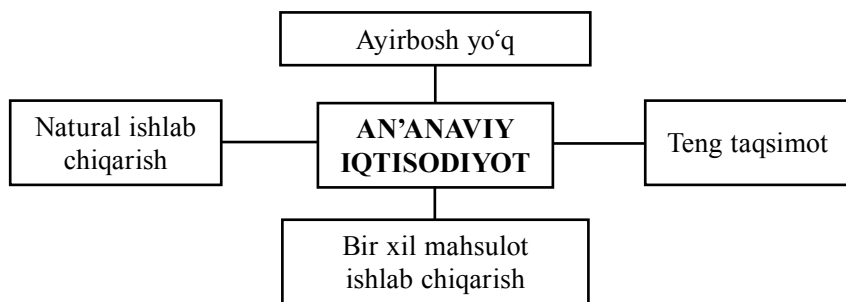 Ayirbosh yo‘q
Natural ishlab
chiqarish
AN’ANAVIY
IQTISODIYOT
Teng taqsimot
Bir xil mahsulot
ishlab chiqarish